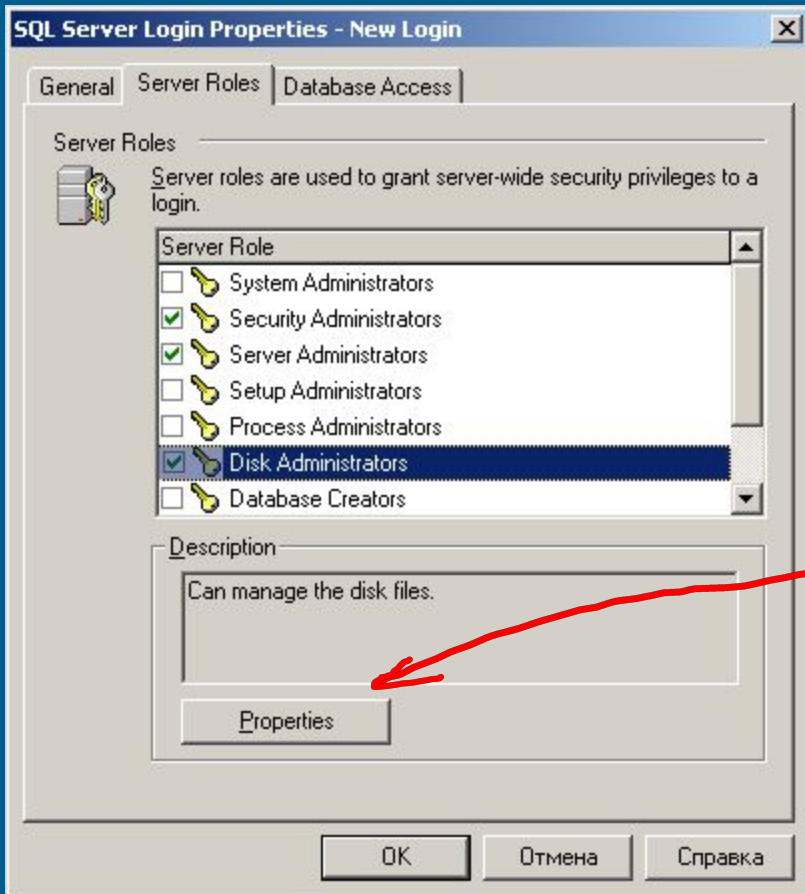 SQL Server Login Properties - New Login
General Server Roles Database Access
Server Roles
Server roles are used to grant server-wide security privileges to a
login.
Server Role
System Administrators
Security Administrators
Server Administrators
Setup Administrators
Process Administrators
Disk Administrators
Database Creators
Description
Can manage the disk files.
Properties
OK Отмена Справка